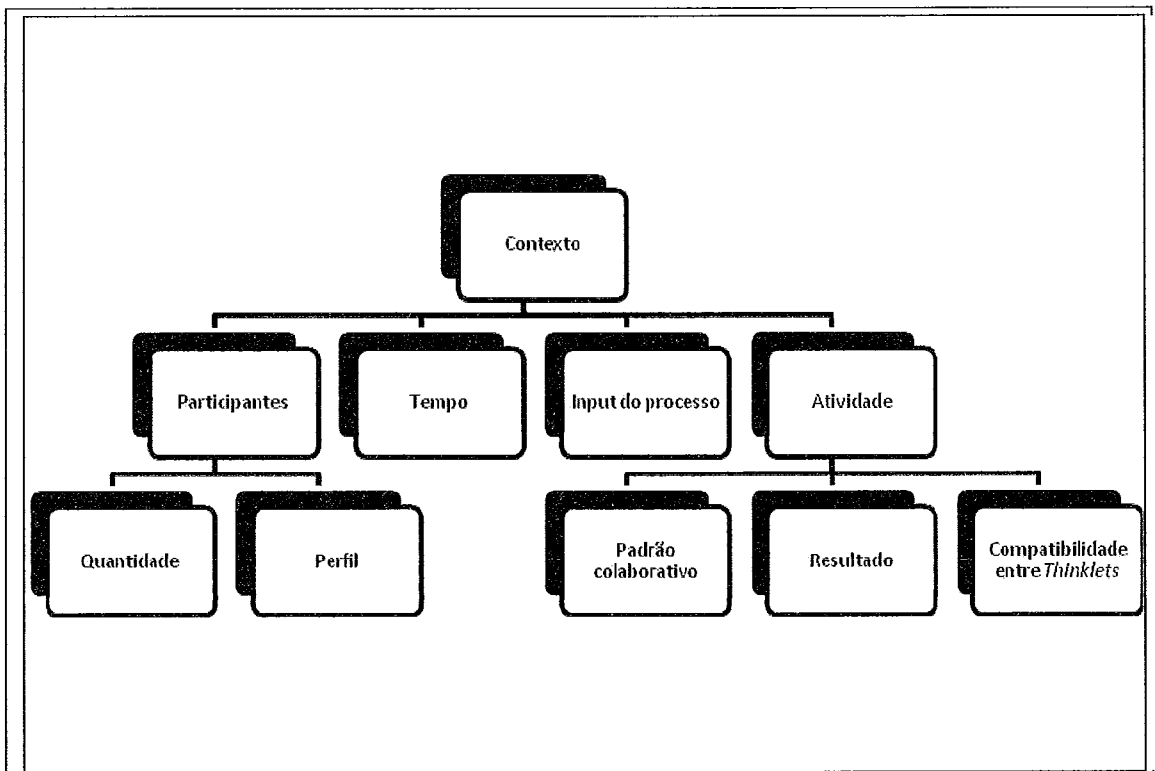 Contexto
Participantes
Tempo
Input do processo
Atividade
Quantidade
Perfil
Padrão
colaborativo
Resultado
Compatibilidade
entre Thinklets